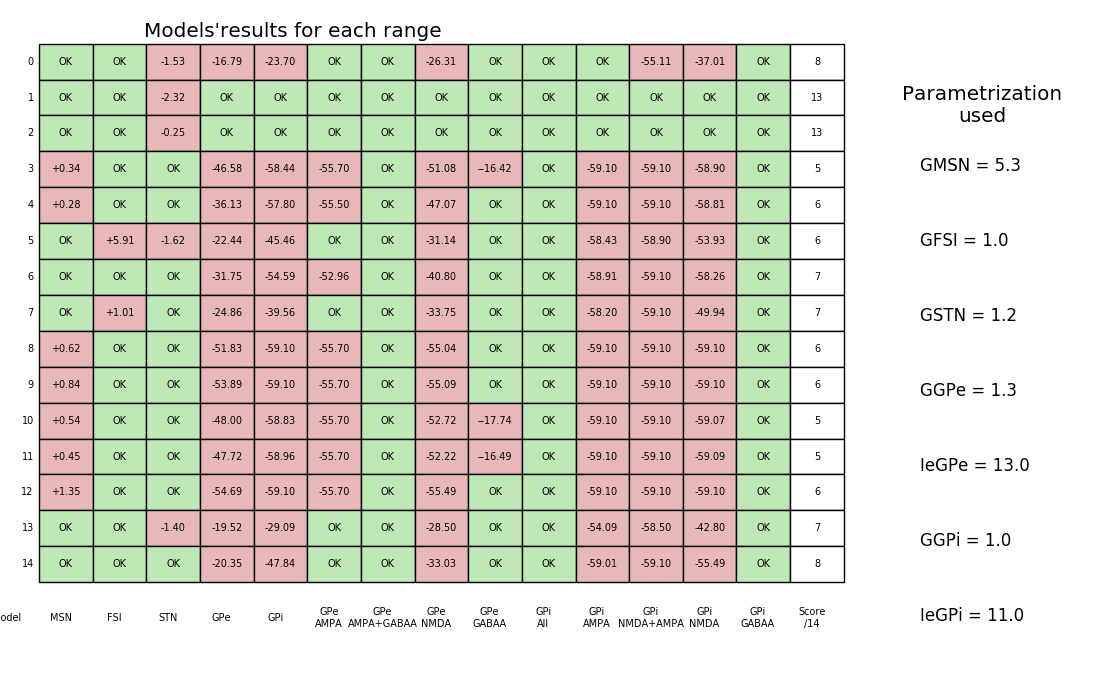 Models'results for each range
0 OK OK -1.53 -16.79 -23.70 OK OK -26.31 OK OK OK -55.11 -37.01 OK 8
1 OK OK -2.32 OK OK OK OK OK OK OK OK OK OK OK 13
2 OK OK -0.25 OK OK OK OK OK OK OK OK OK OK OK 13
3 +0.34 OK OK -46.58 -58.44 -55.70 OK -51.08 --16.42 OK -59.10 -59.10 -58.90 OK 5
4 +0.28 OK OK -36.13 -57.80 -55.50 OK -47.07 OK OK -59.10 -59.10 -58.81 OK 6
5 OK +5.91 -1.62 -22.44 -45.46 OK OK -31.14 OK OK -58.43 -58.90 -53.93 OK 6
6 OK OK OK -31.75 -54.59 -52.96 OK -40.80 OK OK -58.91 -59.10 -58.26 OK 7
7 OK +1.01 OK -24.86 -39.56 OK OK -33.75 OK OK -58.20 -59.10 -49.94 OK 7
8 +0.62 OK OK -51.83 -59.10 -55.70 OK -55.04 OK OK -59.10 -59.10 -59.10 OK 6
9 +0.84 OK OK -53.89 -59.10 -55.70 OK -55.09 OK OK -59.10 -59.10 -59.10 OK 6
10 +0.54 OK OK -48.00 -58.83 -55.70 OK -52.72 --17.74 OK -59.10 -59.10 -59.07 OK 5
11 +0.45 OK OK -47.72 -58.96 -55.70 OK -52.22 --16.49 OK -59.10 -59.10 -59.09 OK 5
12 +1.35 OK OK -54.69 -59.10 -55.70 OK -55.49 OK OK -59.10 -59.10 -59.10 OK 6
13 OK OK -1.40 -19.52 -29.09 OK OK -28.50 OK OK -54.09 -58.50 -42.80 OK 7
14 OK OK OK -20.35 -47.84 OK OK -33.03 OK OK -59.01 -59.10 -55.49 OK 8
odel MSN FSI STN GPe GPi GPe AMPA GPe AMPA+GABAA GPe NMDA GPe GABAA GPi All GPi AMPA GPi NMDA+AMPA GPi NMDA GPi GABAA Score /14
Parametrization
used
GMSN = 5.3
GFSI = 1.0
GSTN = 1.2
GGPe = 1.3
IeGPe = 13.0
GGPi = 1.0
IeGPi = 11.0